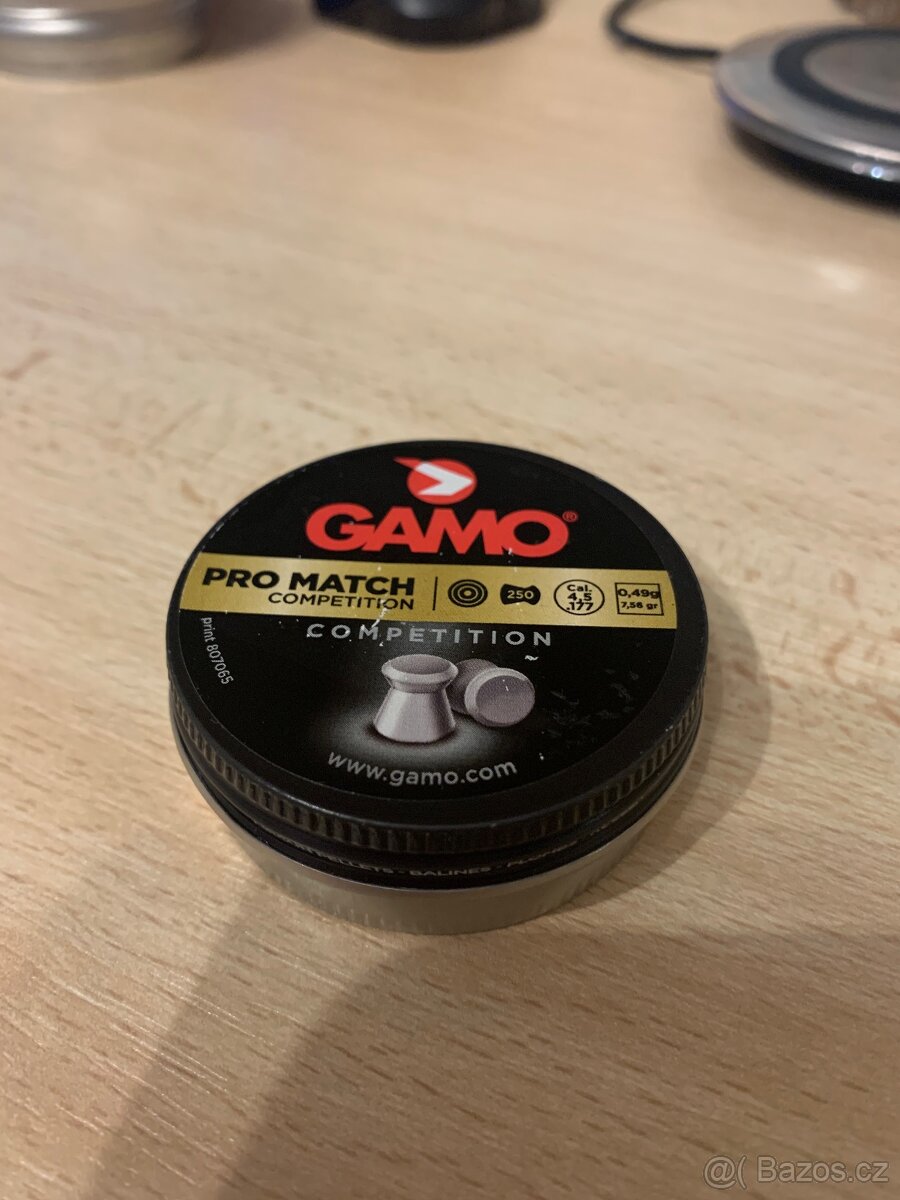 GAMO®
PRO MATCH
COMPETITION
250
Cal.
4,5
.177
0,49g
7,56 gr
COMPETITION
print 807065
www.gamo.com
BALINES
@( Bazos.cz